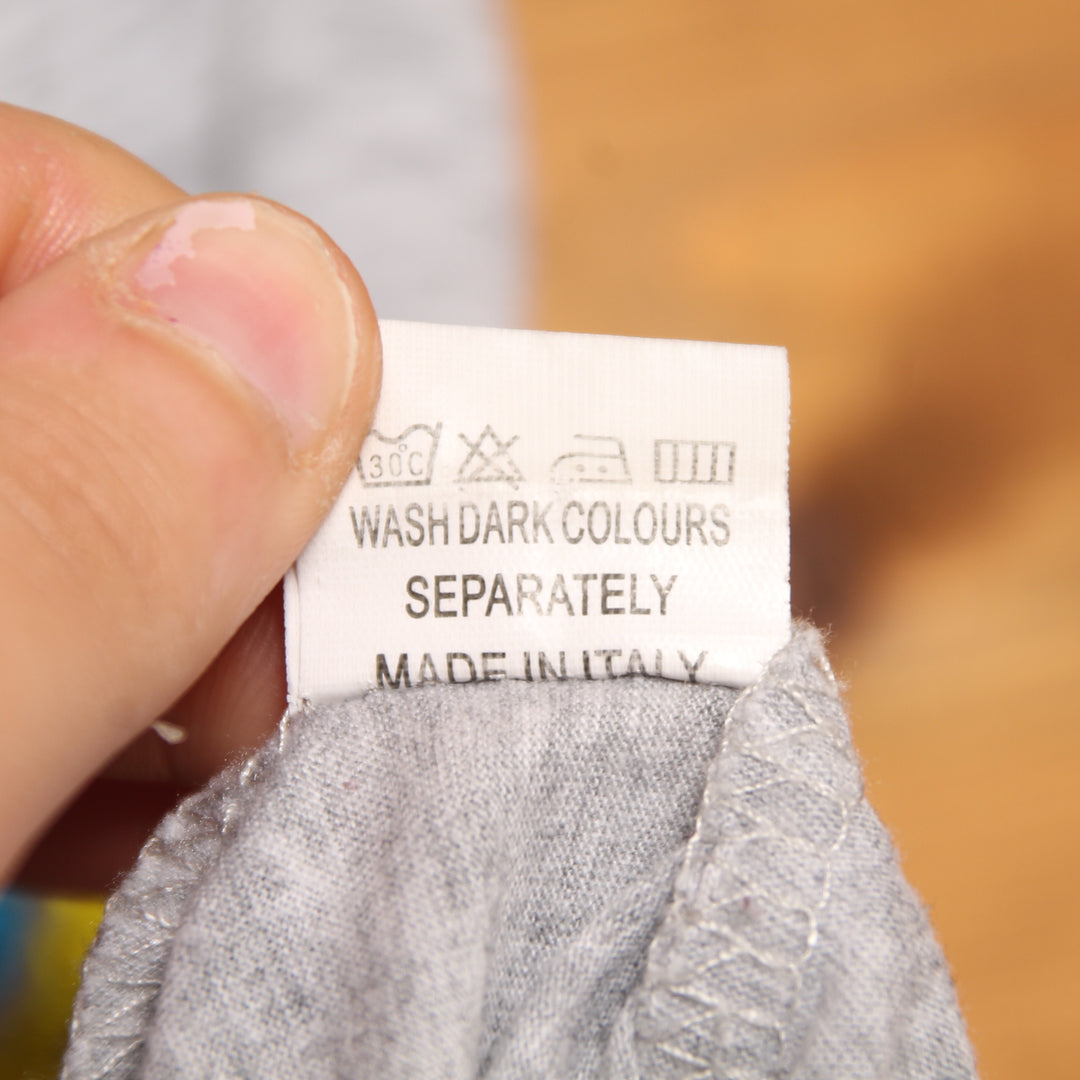 30°C
WASH DARK COLOURS
SEPARATELY
MADE IN ITALY